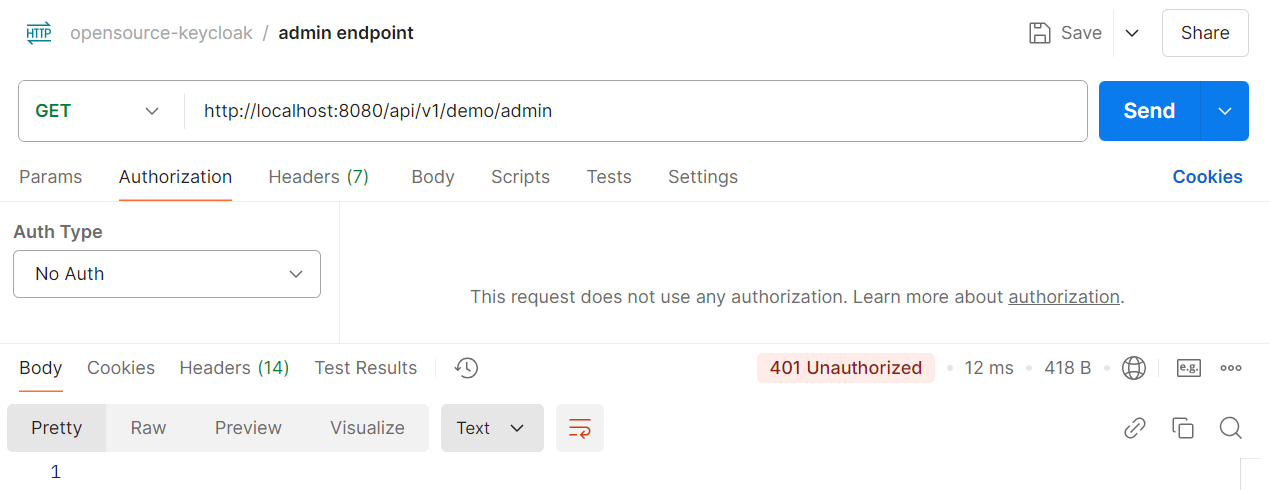 HTTP opensource-keycloak / admin endpoint Save Share
GET http://localhost:8080/api/v1/demo/admin Send
Params Authorization Headers (7) Body Scripts Tests Settings Cookies
Auth Type
No Auth
This request does not use any authorization. Learn more about authorization.
Body Cookies Headers (14) Test Results 401 Unauthorized • 12 ms • 418 B • e.g.
Pretty Raw Preview Visualize Text
1